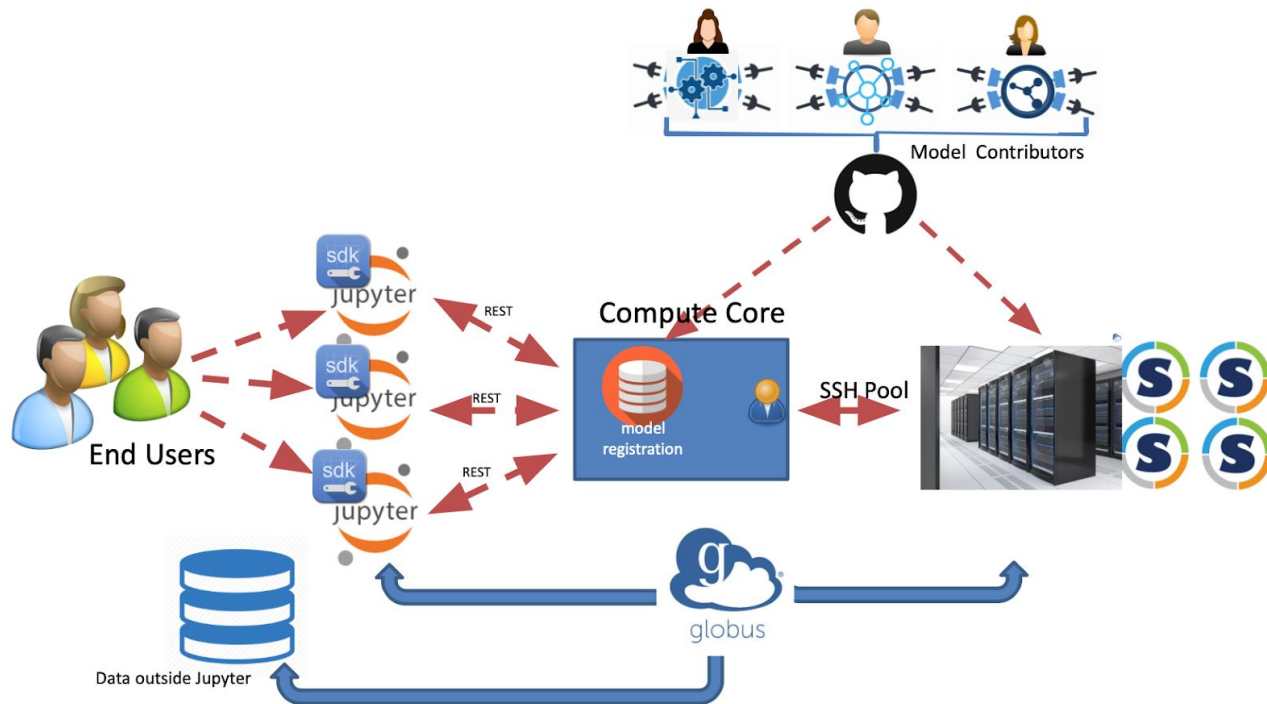 Model Contributors
sdk
jupyter
REST
Compute Core
sdk
jupyter
REST
model
registration
SSH Pool
S
S
S
S
End Users
sdk
jupyter
REST
g
globus
Data outside Jupyter